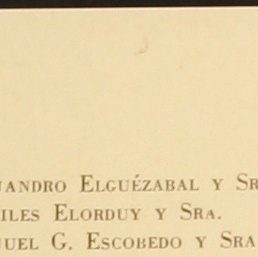 JANDRO ELGUÉZABAL Y SR
ILES ELORDUY Y SRA.
UEL G. ESCOBEDO Y SRA